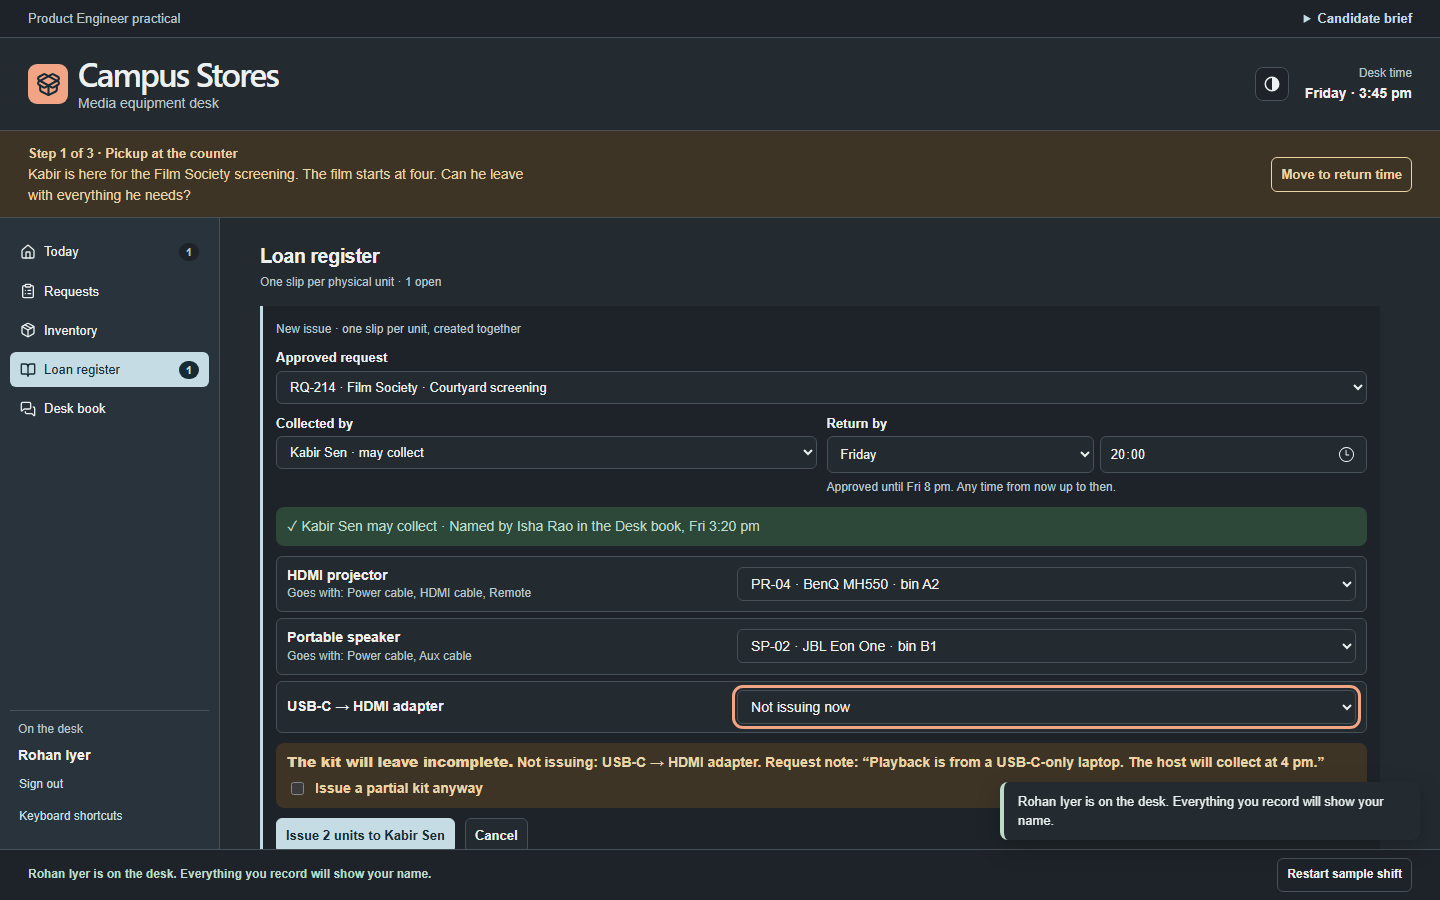 Product Engineer practical
Candidate brief
Campus Stores
Media equipment desk
Desk time
Friday · 3:45 pm
Step 1 of 3 · Pickup at the counter
Kabir is here for the Film Society screening. The film starts at four. Can he leave
with everything he needs?
Move to return time
Today
1
Requests
Inventory
Loan register
1
Desk book
On the desk
Rohan Iyer
Sign out
Keyboard shortcuts
Loan register
One slip per physical unit · 1 open
New issue · one slip per unit, created together
Approved request
RQ-214 · Film Society · Courtyard screening
Collected by
Kabir Sen · may collect
Return by
Friday
20:00
Approved until Fri 8 pm. Any time from now up to then.
✓ Kabir Sen may collect · Named by Isha Rao in the Desk book, Fri 3:20 pm
HDMI projector
Goes with: Power cable, HDMI cable, Remote
PR-04 · BenQ MH550 · bin A2
Portable speaker
Goes with: Power cable, Aux cable
SP-02 · JBL Eon One · bin B1
USB-C → HDMI adapter
Not issuing now
The kit will leave incomplete. Not issuing: USB-C → HDMI adapter. Request note: “Playback is from a USB-C-only laptop. The host will collect at 4 pm.”
Issue a partial kit anyway
Issue 2 units to Kabir Sen
Cancel
Rohan Iyer is on the desk. Everything you record will show your
name.
Rohan Iyer is on the desk. Everything you record will show your name.
Restart sample shift